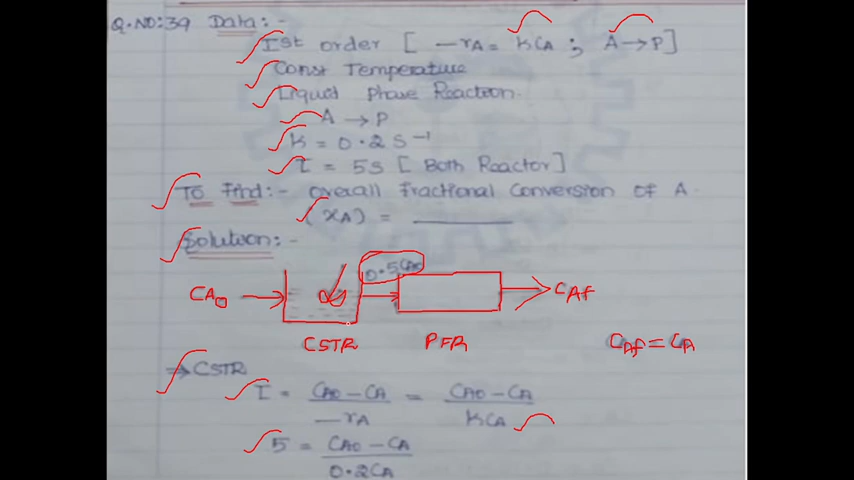 Q.NO:39 Data:-
Ist order [ -rA = KCA ; A → P ]
Const Temperature
Liquid Phase Reaction.
A → P
K = 0.2 S⁻¹
τ = 5S [ Both Reactor ]
To Find:- Overall Fractional Conversion of A
(XA) = ________
Solution:-
0.5CA0
CA0 CAf
CSTR PFR CAf = CA
⇒ CSTR
τ = CA0 - CA / -rA = CA0 - CA / KCA
5 = CA0 - CA / 0.2CA